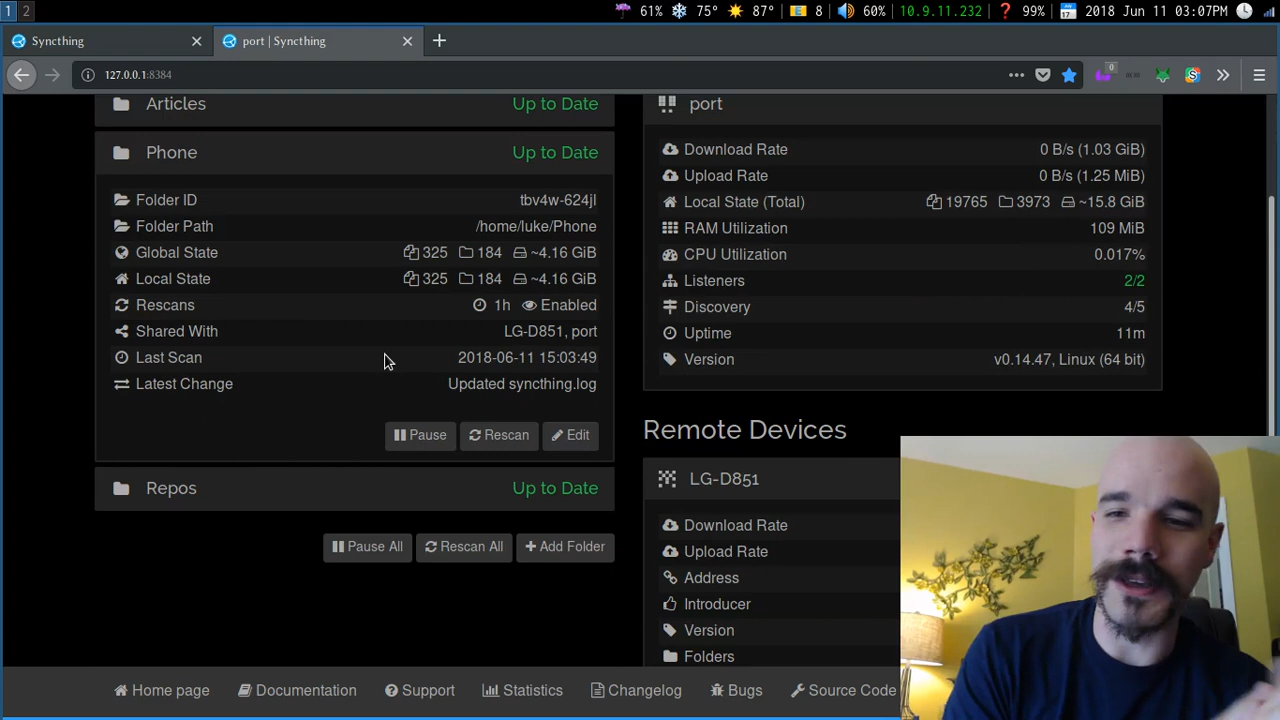 1 2 61% 75° 87° 8 60% 10.9.11.232 99% 2018 Jun 11 03:07PM
Syncthing port | Syncthing
127.0.0.1:8384 0
Articles Up to Date
Phone Up to Date
Folder ID tbv4w-624jl
Folder Path /home/luke/Phone
Global State 325 184 ~4.16 GiB
Local State 325 184 ~4.16 GiB
Rescans 1h Enabled
Shared With LG-D851, port
Last Scan 2018-06-11 15:03:49
Latest Change Updated syncthing.log
Pause Rescan Edit
Repos Up to Date
Pause All Rescan All Add Folder
port
Download Rate 0 B/s (1.03 GiB)
Upload Rate 0 B/s (1.25 MiB)
Local State (Total) 19765 3973 ~15.8 GiB
RAM Utilization 109 MiB
CPU Utilization 0.017%
Listeners 2/2
Discovery 4/5
Uptime 11m
Version v0.14.47, Linux (64 bit)
Remote Devices
LG-D851
Download Rate
Upload Rate
Address
Introducer
Version
Folders
Home page Documentation Support Statistics Changelog Bugs Source Code